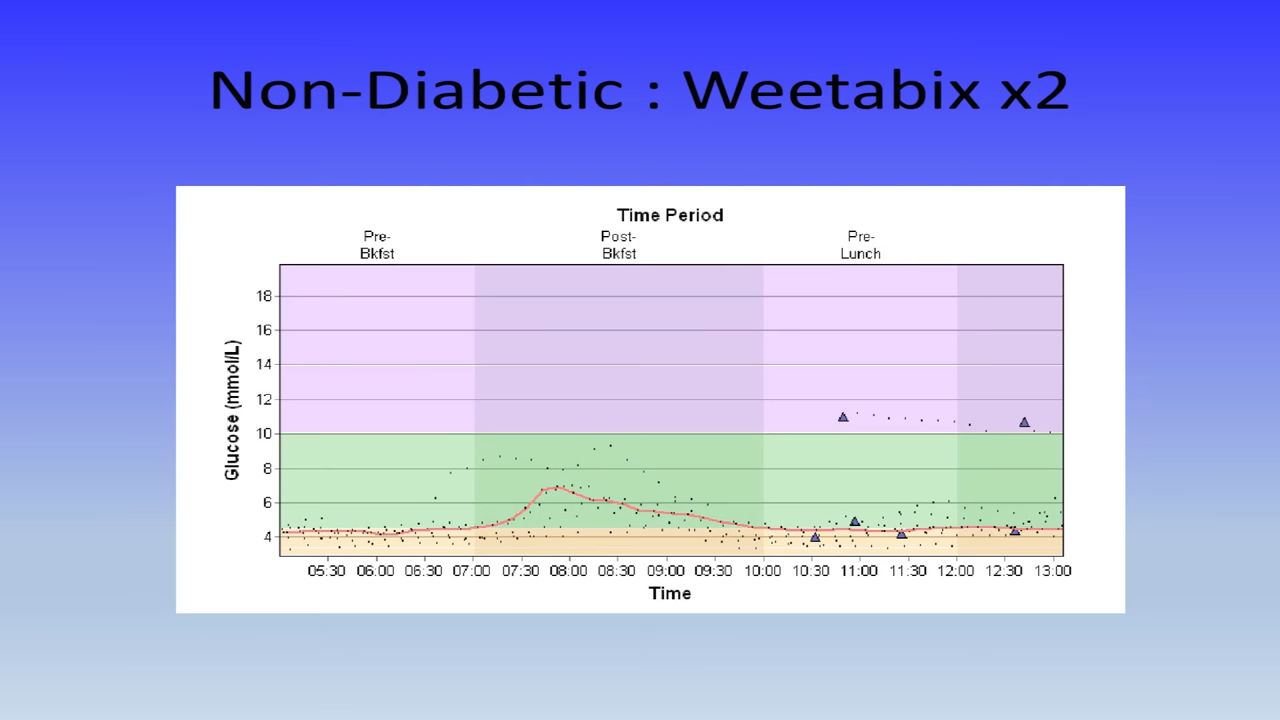 Non-Diabetic : Weetabix x2
Time Period
Pre-
Bkfst
Post-
Bkfst
Pre-
Lunch
Glucose (mmol/L)
18
16
14
12
10
8
6
4
05:30 06:00 06:30 07:00 07:30 08:00 08:30 09:00 09:30 10:00 10:30 11:00 11:30 12:00 12:30 13:00
Time